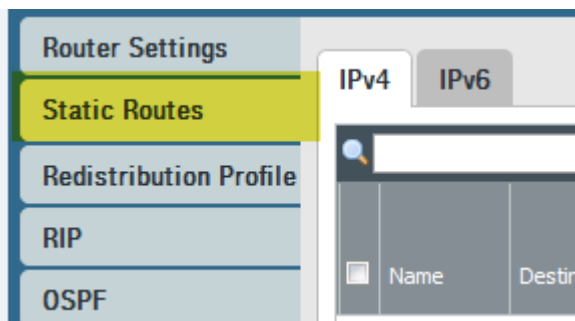 Router Settings
Static Routes
Redistribution Profile
RIP
OSPF
IPv4 IPv6
Name